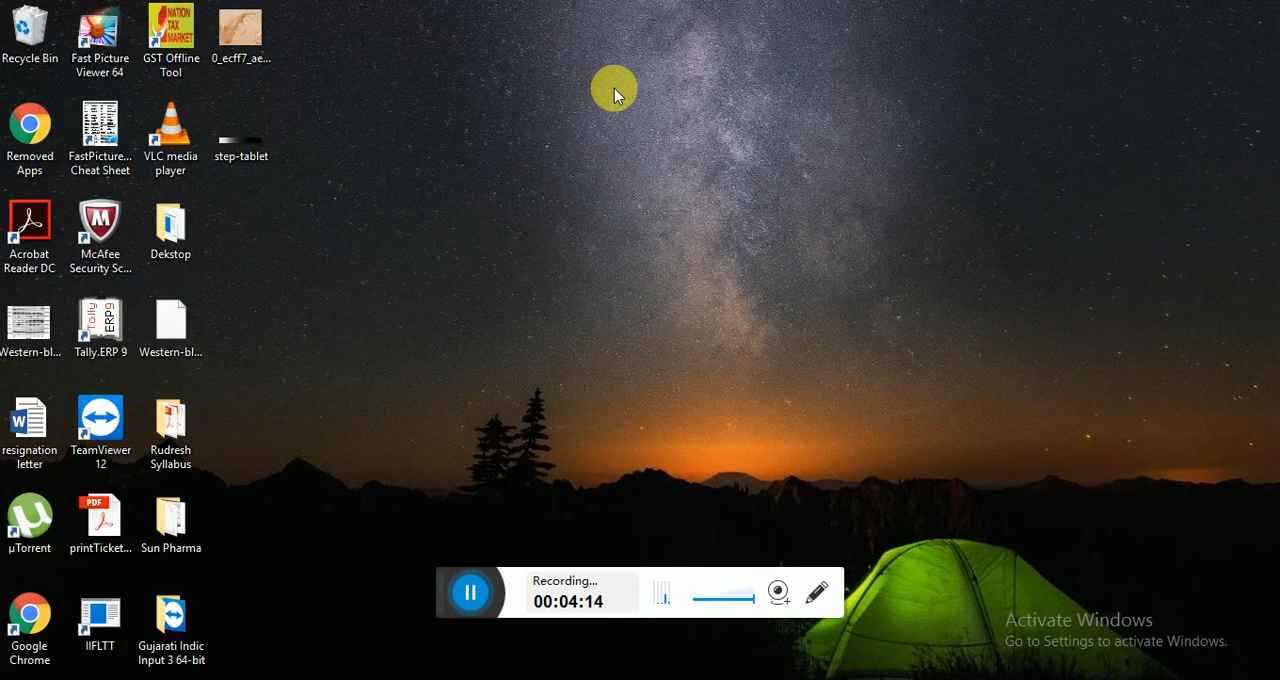 Recycle Bin
Fast Picture
Viewer 64
NATION
TAX
MARKET
GST Offline
Tool
0_ecff7_ae...
Removed
Apps
FastPicture...
Cheat Sheet
VLC media
player
step-tablet
Acrobat
Reader DC
McAfee
Security Sc...
Dekstop
Western-bl...
Tally
ERP9
Tally.ERP 9
Western-bl...
resignation
letter
TeamViewer
12
Rudresh
Syllabus
µTorrent
PDF
printTicket...
Sun Pharma
Google
Chrome
IIFLTT
Gujarati Indic
Input 3 64-bit
Recording...
00:04:14
Activate Windows
Go to Settings to activate Windows.